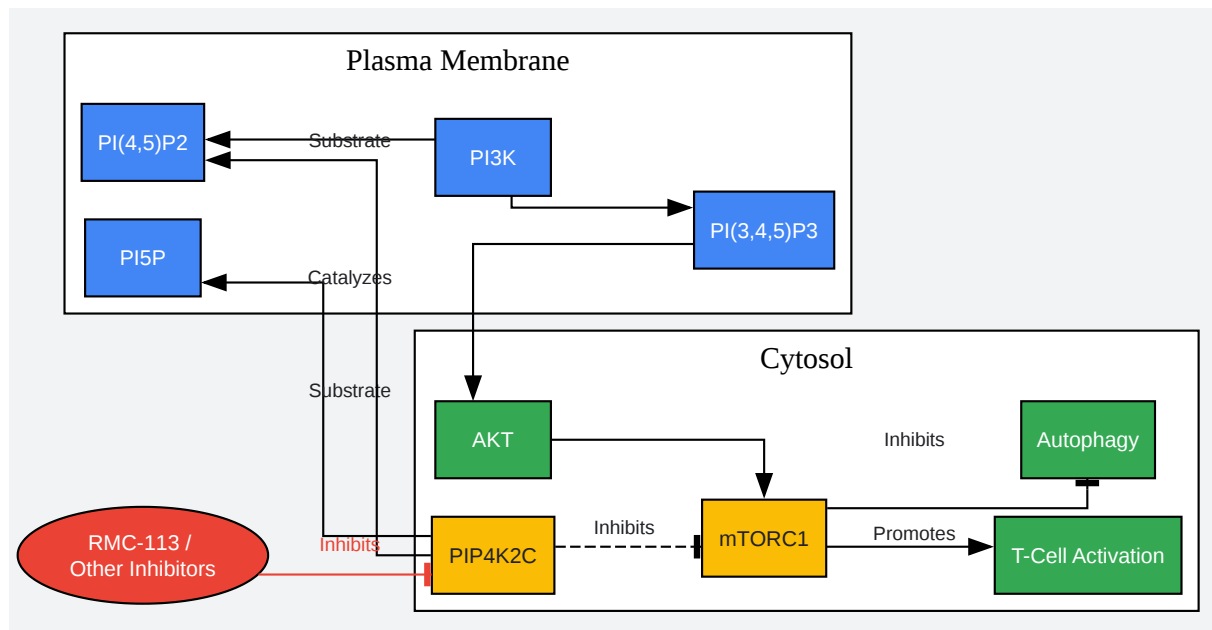 Plasma Membrane
PI(4,5)P2
Substrate
PI3K
PI(3,4,5)P3
PI5P
Catalyzes
Cytosol
Substrate
AKT
Inhibits
Autophagy
RMC-113 /
Other Inhibitors
Inhibits
PIP4K2C
Inhibits
mTORC1
Promotes
T-Cell Activation